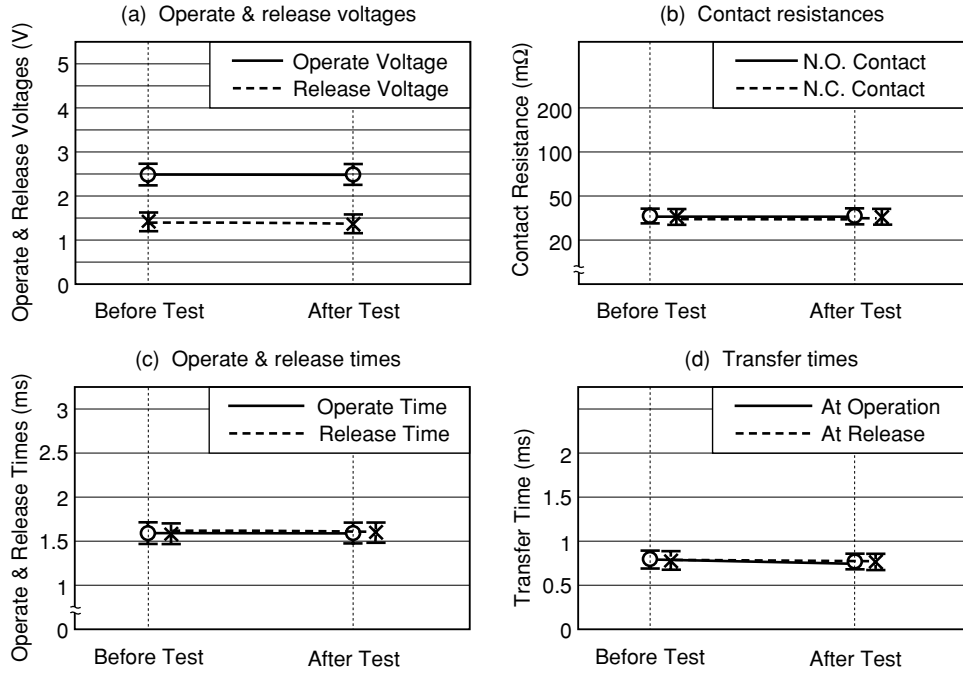 (a) Operate & release voltages
Operate & Release Voltages (V)
5
4
3
2
1
0
Operate Voltage
Release Voltage
Before Test
After Test
(b) Contact resistances
Contact Resistance (mΩ)
200
100
50
20
N.O. Contact
N.C. Contact
Before Test
After Test
(c) Operate & release times
Operate & Release Times (ms)
3
2.5
2
1.5
1
0
Operate Time
Release Time
Before Test
After Test
(d) Transfer times
Transfer Time (ms)
2
1
0.5
0
At Operation
At Release
Before Test
After Test